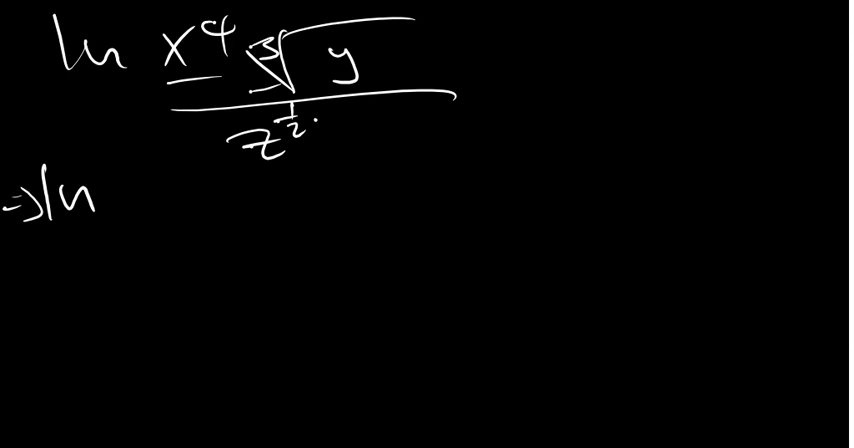 ln x⁴ ∛y / z^(1/2)
⇒ ln